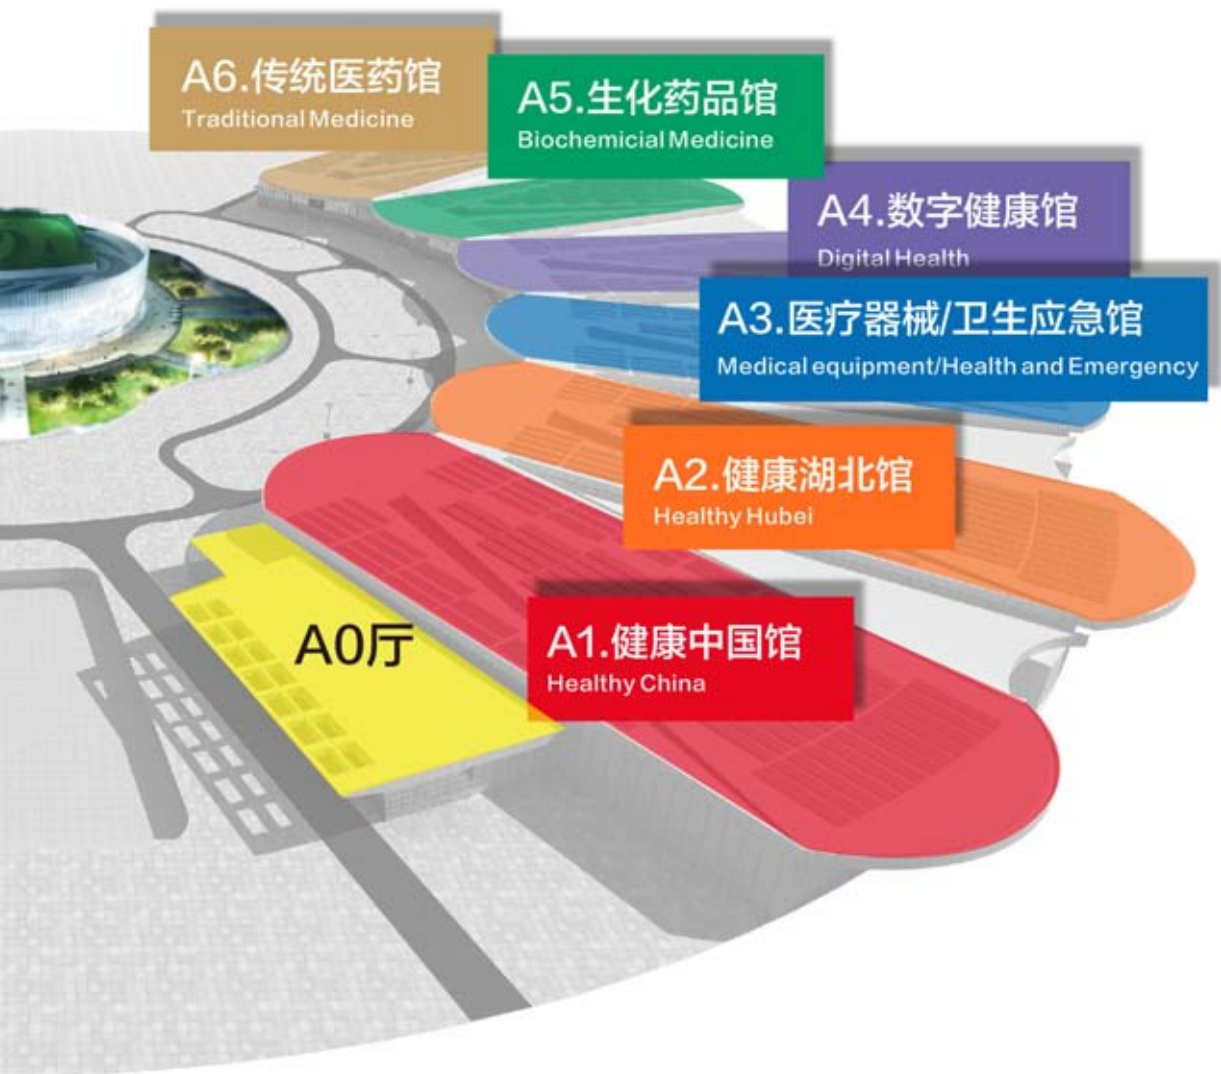 A6.传统医药馆
Traditional Medicine
A5.生化药品馆
Biochemicial Medicine
A4.数字健康馆
Digital Health
A3.医疗器械/卫生应急馆
Medical equipment/Health and Emergency
A2.健康湖北馆
Healthy Hubei
A1.健康中国馆
Healthy China
A0厅